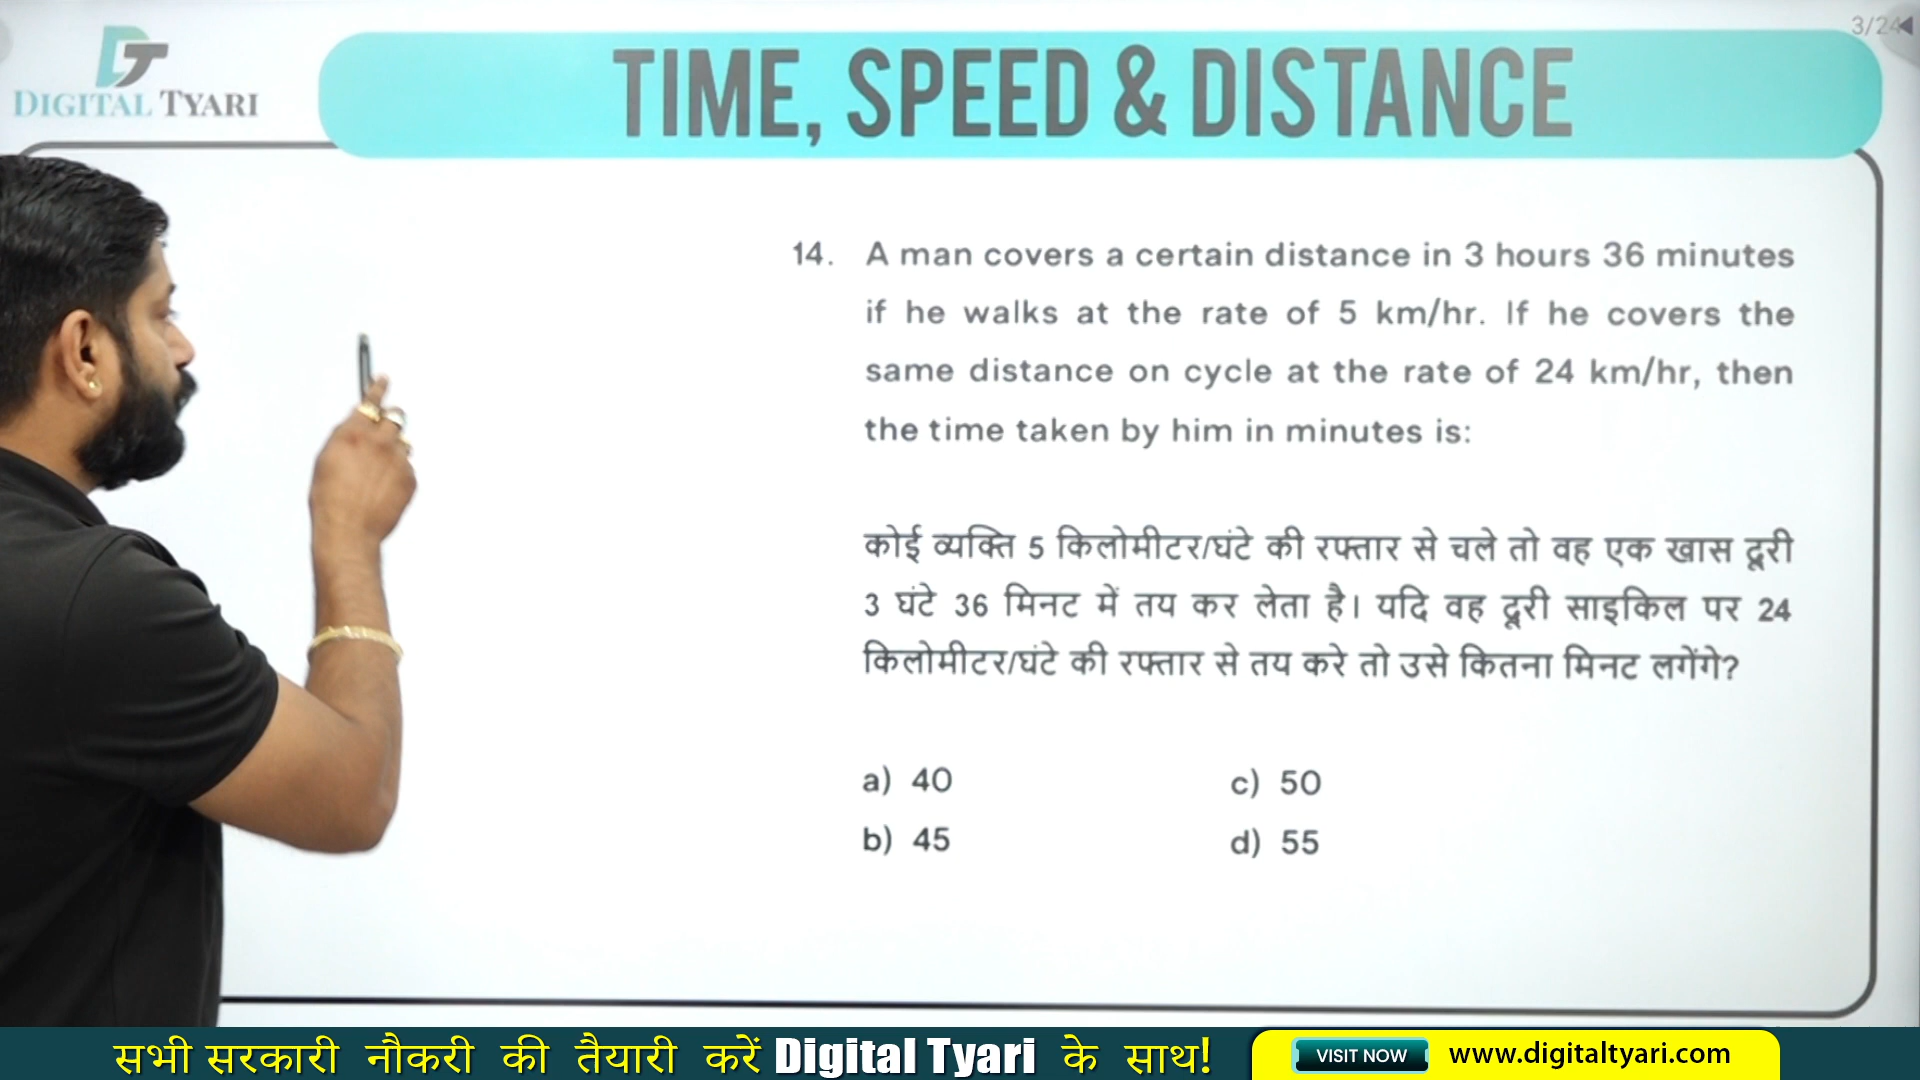 3/24
DIGITAL TYARI
TIME, SPEED & DISTANCE
14. A man covers a certain distance in 3 hours 36 minutes
if he walks at the rate of 5 km/hr. If he covers the
same distance on cycle at the rate of 24 km/hr, then
the time taken by him in minutes is:
कोई व्यक्ति 5 किलोमीटर/घंटे की रफ्तार से चले तो वह एक खास दूरी
3 घंटे 36 मिनट में तय कर लेता है। यदि वह दूरी साइकिल पर 24
किलोमीटर/घंटे की रफ्तार से तय करे तो उसे कितना मिनट लगेंगे?
a) 40 c) 50
b) 45 d) 55
सभी सरकारी नौकरी की तैयारी करें Digital Tyari के साथ! VISIT NOW www.digitaltyari.com